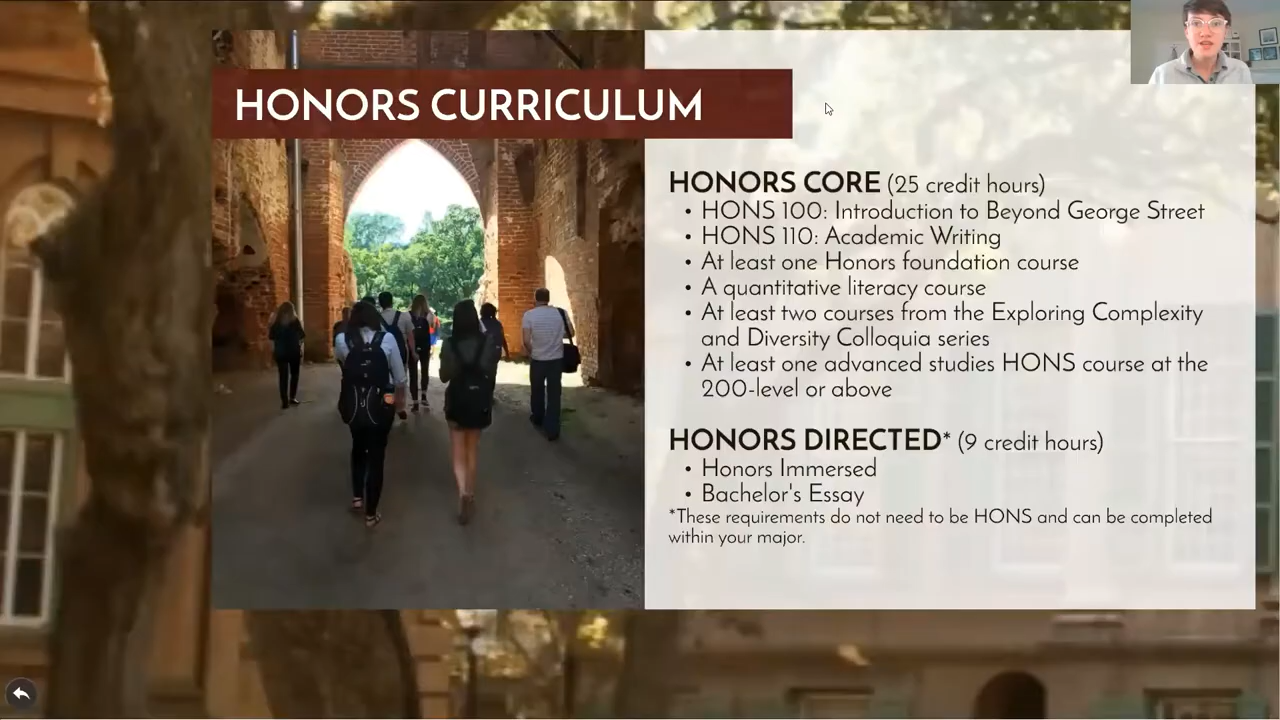 HONORS CURRICULUM
HONORS CORE (25 credit hours)
• HONS 100: Introduction to Beyond George Street
• HONS 110: Academic Writing
• At least one Honors foundation course
• A quantitative literacy course
• At least two courses from the Exploring Complexity
and Diversity Colloquia series
• At least one advanced studies HONS course at the
200-level or above
HONORS DIRECTED* (9 credit hours)
• Honors Immersed
• Bachelor's Essay
*These requirements do not need to be HONS and can be completed
within your major.